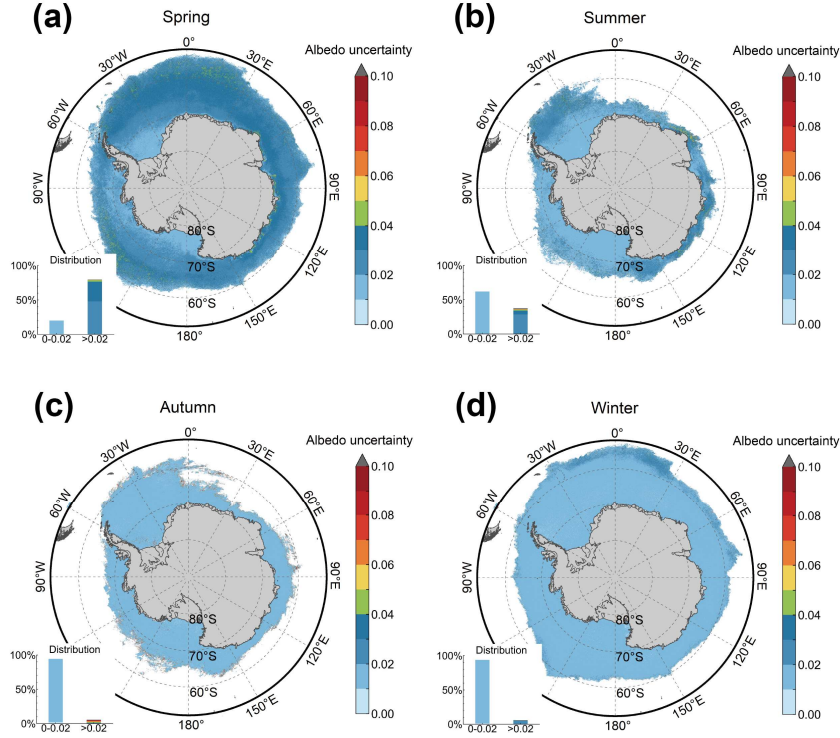 (a)
Spring
Albedo uncertainty
0°
30°E
60°E
90°E
120°E
150°E
180°
90°W
60°W
30°W
80°S
70°S
60°S
0.10
0.08
0.06
0.04
0.02
0.00
Distribution
100%
50%
0%
0-0.02
>0.02
(b)
Summer
Albedo uncertainty
0°
30°E
60°E
90°E
120°E
150°E
180°
90°W
60°W
30°W
80°S
70°S
60°S
0.10
0.08
0.06
0.04
0.02
0.00
Distribution
100%
50%
0%
0-0.02
>0.02
(c)
Autumn
Albedo uncertainty
0°
30°E
60°E
90°E
120°E
150°E
180°
90°W
60°W
30°W
80°S
70°S
60°S
0.10
0.08
0.06
0.04
0.02
0.00
Distribution
100%
50%
0%
0-0.02
>0.02
(d)
Winter
Albedo uncertainty
0°
30°E
60°E
90°E
120°E
150°E
180°
90°W
60°W
30°W
80°S
70°S
60°S
0.10
0.08
0.06
0.04
0.02
0.00
Distribution
100%
50%
0%
0-0.02
>0.02